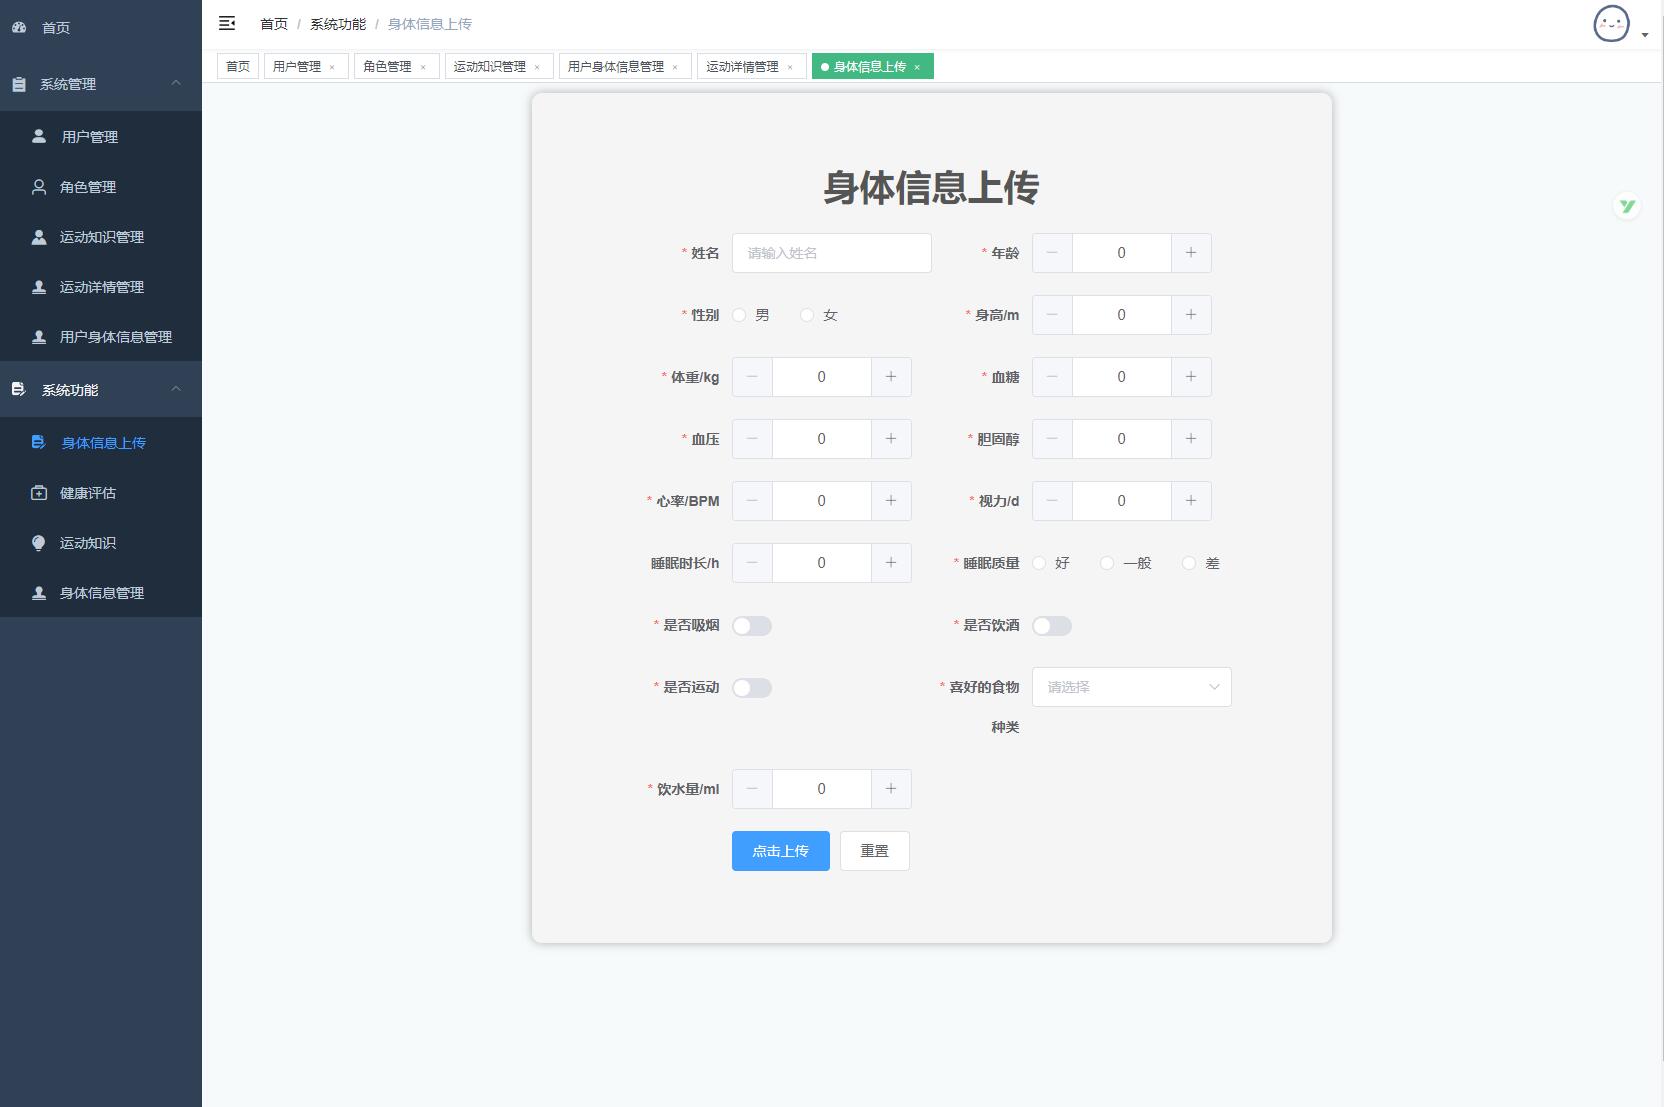 首页
系统管理
用户管理
角色管理
运动知识管理
运动详情管理
用户身体信息管理
系统功能
身体信息上传
健康评估
运动知识
身体信息管理
首页 / 系统功能 / 身体信息上传
首页 用户管理 × 角色管理 × 运动知识管理 × 用户身体信息管理 × 运动详情管理 × 身体信息上传 ×
身体信息上传
* 姓名 请输入姓名 * 年龄 0
* 性别 男 女 * 身高/m 0
* 体重/kg 0 * 血糖 0
* 血压 0 * 胆固醇 0
* 心率/BPM 0 * 视力/d 0
睡眠时长/h 0 * 睡眠质量 好 一般 差
* 是否吸烟 * 是否饮酒
* 是否运动 * 喜好的食物 请选择
种类
* 饮水量/ml 0
点击上传 重置